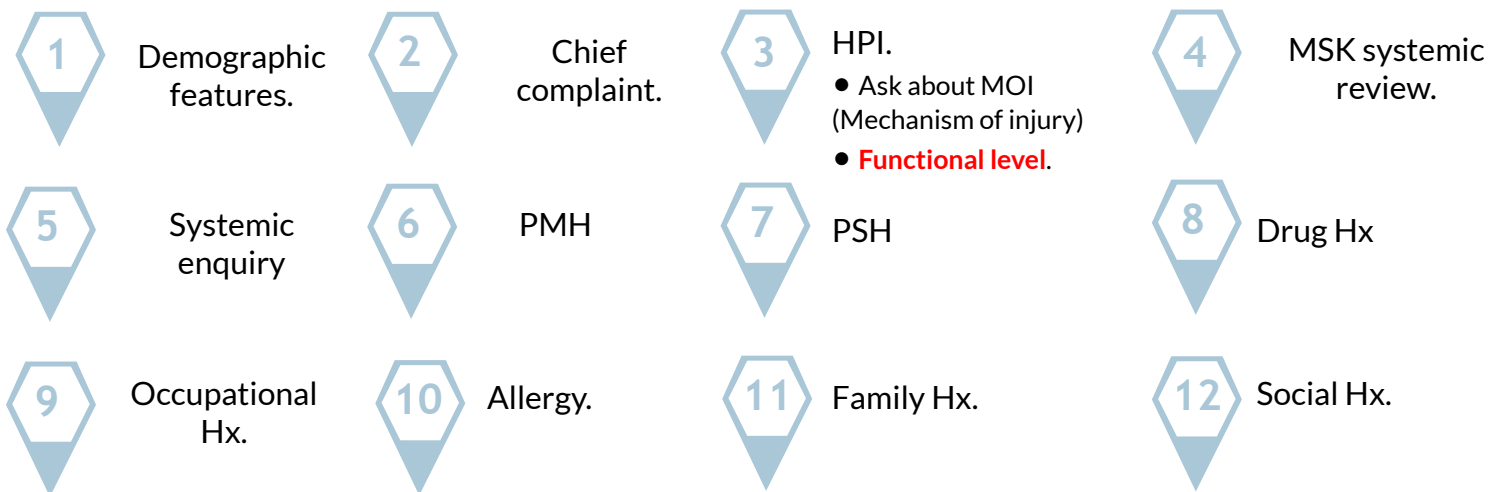 1
Demographic
features.
2
Chief
complaint.
3
HPI.
● Ask about MOI
(Mechanism of injury)
● Functional level.
4
MSK systemic
review.
5
Systemic
enquiry
6
PMH
7
PSH
8
Drug Hx
9
Occupational
Hx.
10
Allergy.
11
Family Hx.
12
Social Hx.